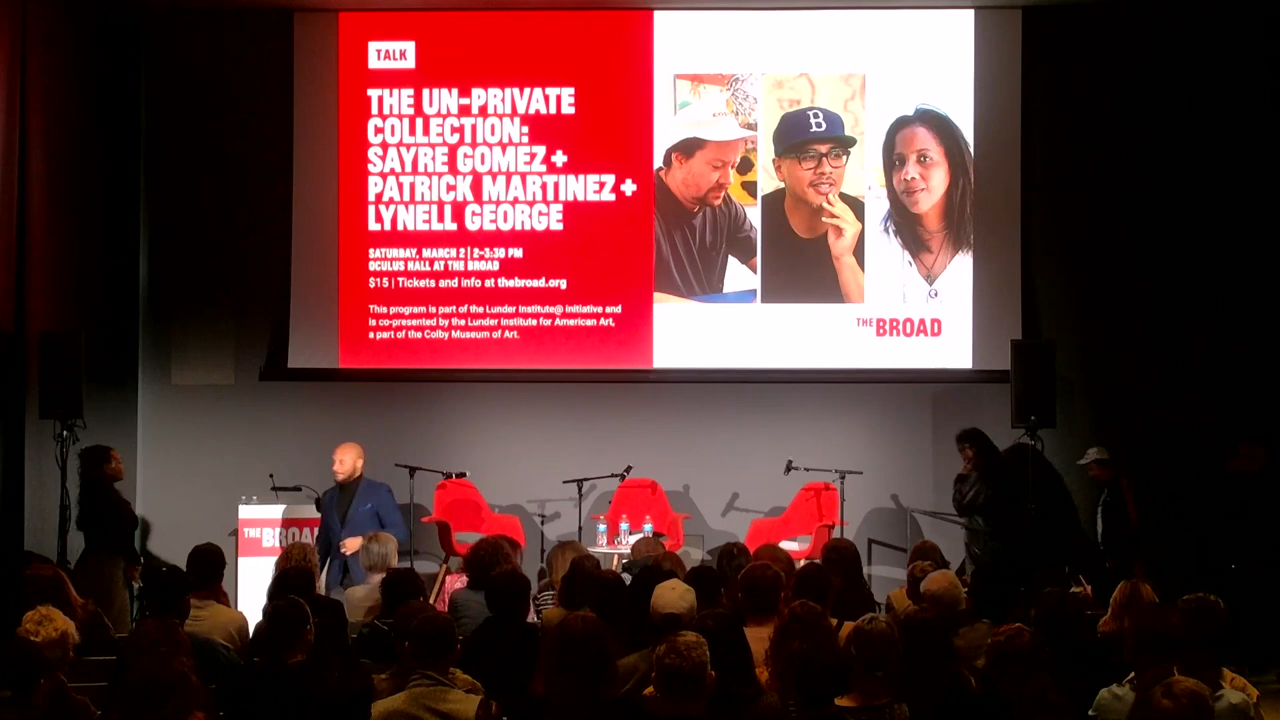 TALK
THE UN-PRIVATE
COLLECTION:
SAYRE GOMEZ +
PATRICK MARTINEZ +
LYNELL GEORGE
SATURDAY, MARCH 2 | 2–3:30 PM
OCULUS HALL AT THE BROAD
$15 | Tickets and info at thebroad.org
This program is part of the Lunder Institute@ initiative and
is co-presented by the Lunder Institute for American Art,
a part of the Colby Museum of Art.
B
THE BROAD
THE BROA